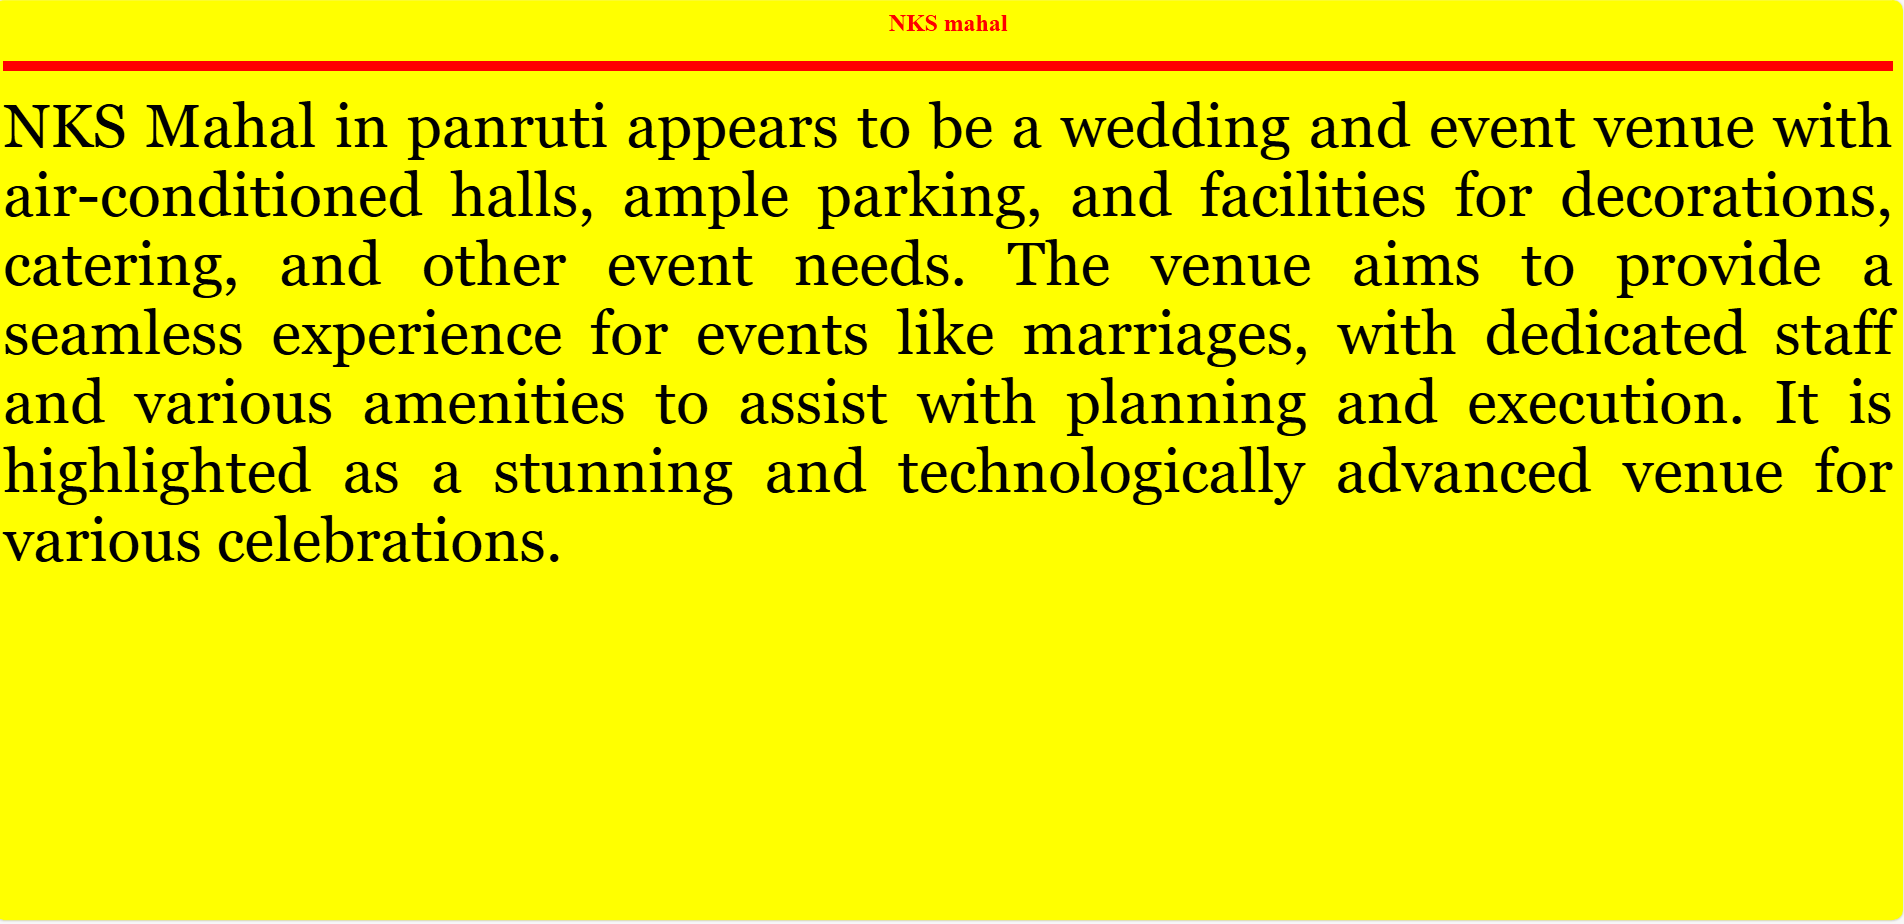 NKS mahal
NKS Mahal in panruti appears to be a wedding and event venue with
air-conditioned halls, ample parking, and facilities for decorations,
catering, and other event needs. The venue aims to provide a
seamless experience for events like marriages, with dedicated staff
and various amenities to assist with planning and execution. It is
highlighted as a stunning and technologically advanced venue for
various celebrations.